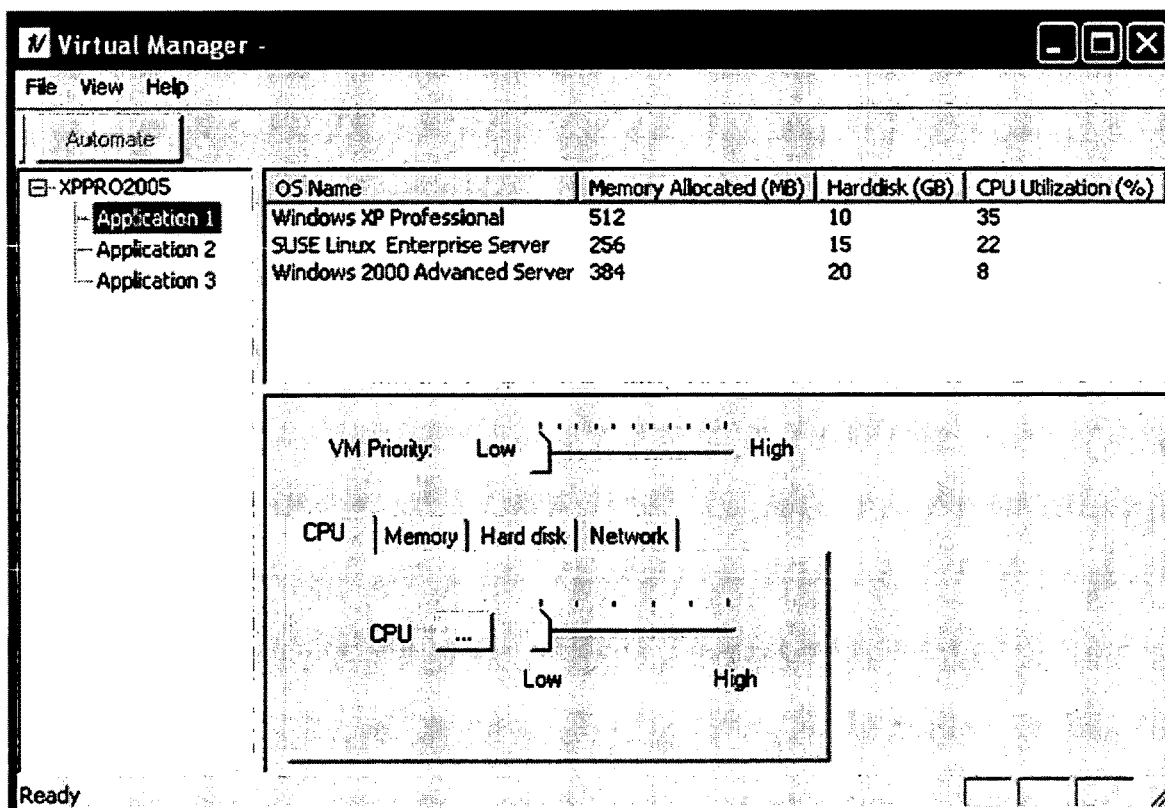 Virtual Manager -
File View Help
Automate
XPPRO2005
Application 1
Application 2
Application 3
OS Name Memory Allocated (MB) Harddisk (GB) CPU Utilization (%)
Windows XP Professional 512 10 35
SUSE Linux Enterprise Server 256 15 22
Windows 2000 Advanced Server 384 20 8
VM Priority: Low High
CPU Memory Hard disk Network
CPU ...
Low High
Ready